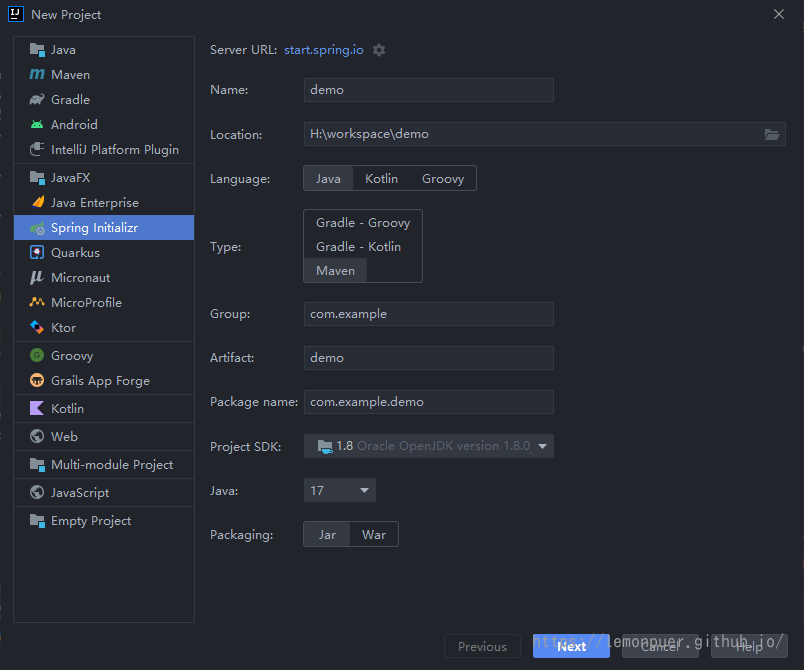 New Project
Java
Maven
Gradle
Android
IntelliJ Platform Plugin
JavaFX
Java Enterprise
Spring Initializr
Quarkus
Micronaut
MicroProfile
Ktor
Groovy
Grails App Forge
Kotlin
Web
Multi-module Project
JavaScript
Empty Project
Server URL: start.spring.io
Name: demo
Location: H:\workspace\demo
Language: Java Kotlin Groovy
Type: Gradle - Groovy
Gradle - Kotlin
Maven
Group: com.example
Artifact: demo
Package name: com.example.demo
Project SDK: 1.8 Oracle OpenJDK version 1.8.0
Java: 17
Packaging: Jar War
Previous Next Cancel Help
https://lemonpuer.github.io/